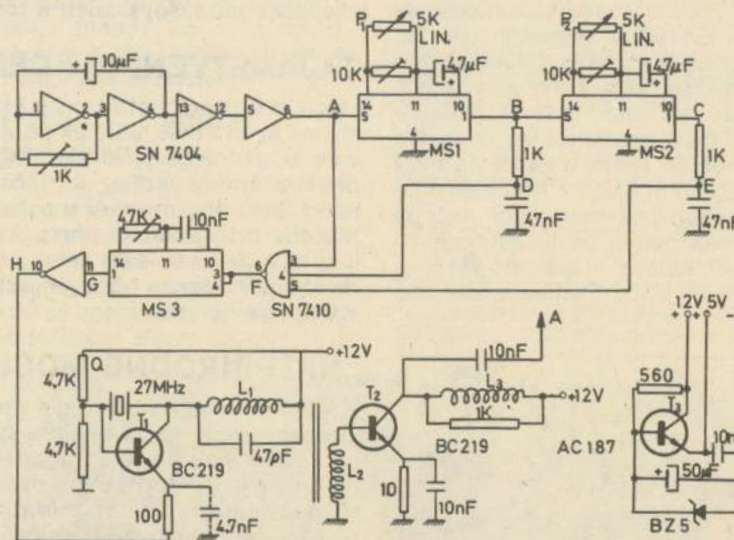 P1 5K LIN.
P2 5K LIN.
10μF
10K 47μF
10K 47μF
14 11 10
14 11 10
1 2 3 6 13 12 5 6 A 5 4 1 B 5 4 1 C
SN 7404 MS1 MS2
1K 1K 1K
D E
47nF 47nF
4,7K 10nF
H 10 11 1 14 11 10 3 4 6 3 4 5
G F
MS 3 SN 7410
A 12V 5V
+12V 10nF
Q 27MHz L1 T2 L3 +12V 560
4,7K 1K
T1 T3
4,7K BC219 47pF L2 BC219 AC187 10n
50μF
100 4,7nF 10 10nF
BZ5